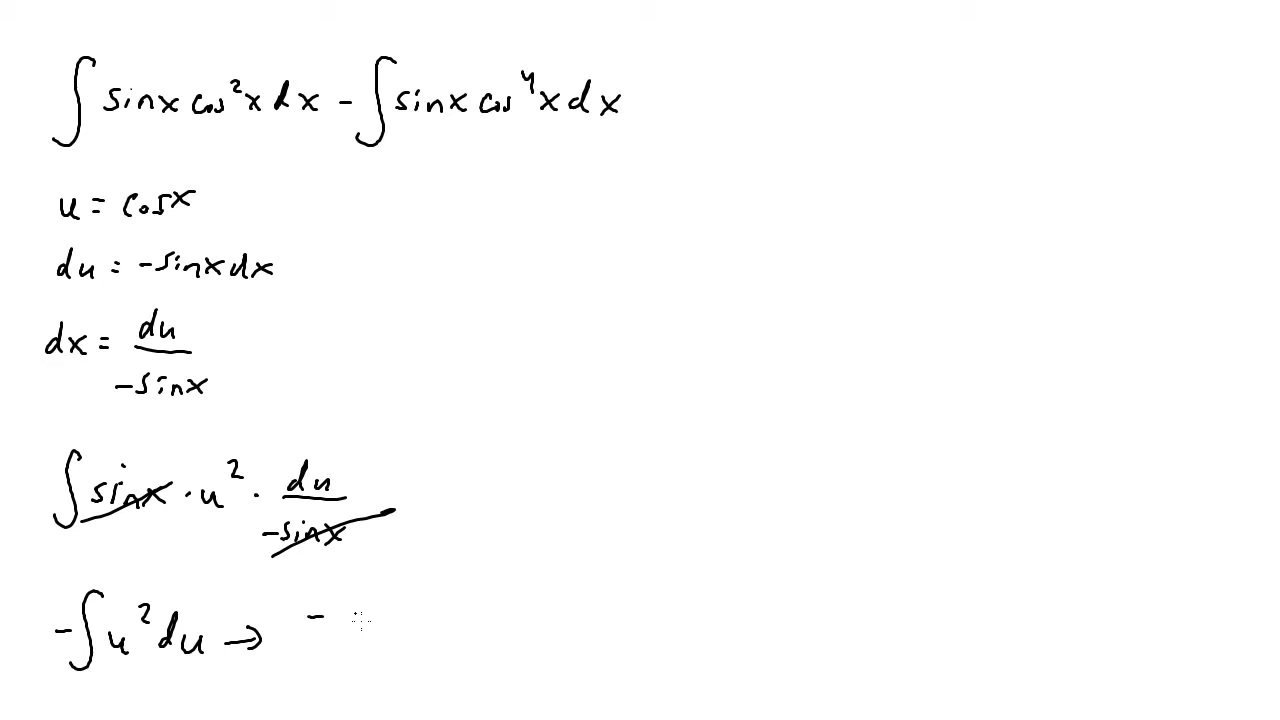 ∫ sinx cos²x dx - ∫ sinx cos⁴x dx
u = cosx
du = -sinx dx
dx = du/-sinx
∫ sinx · u² · du/-sinx
-∫ u² du → -